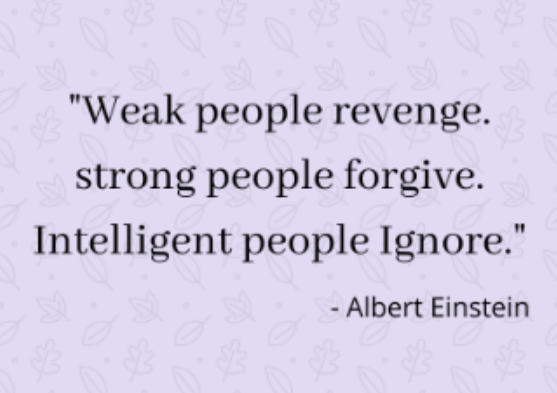 "Weak people revenge.
strong people forgive.
Intelligent people Ignore."
- Albert Einstein